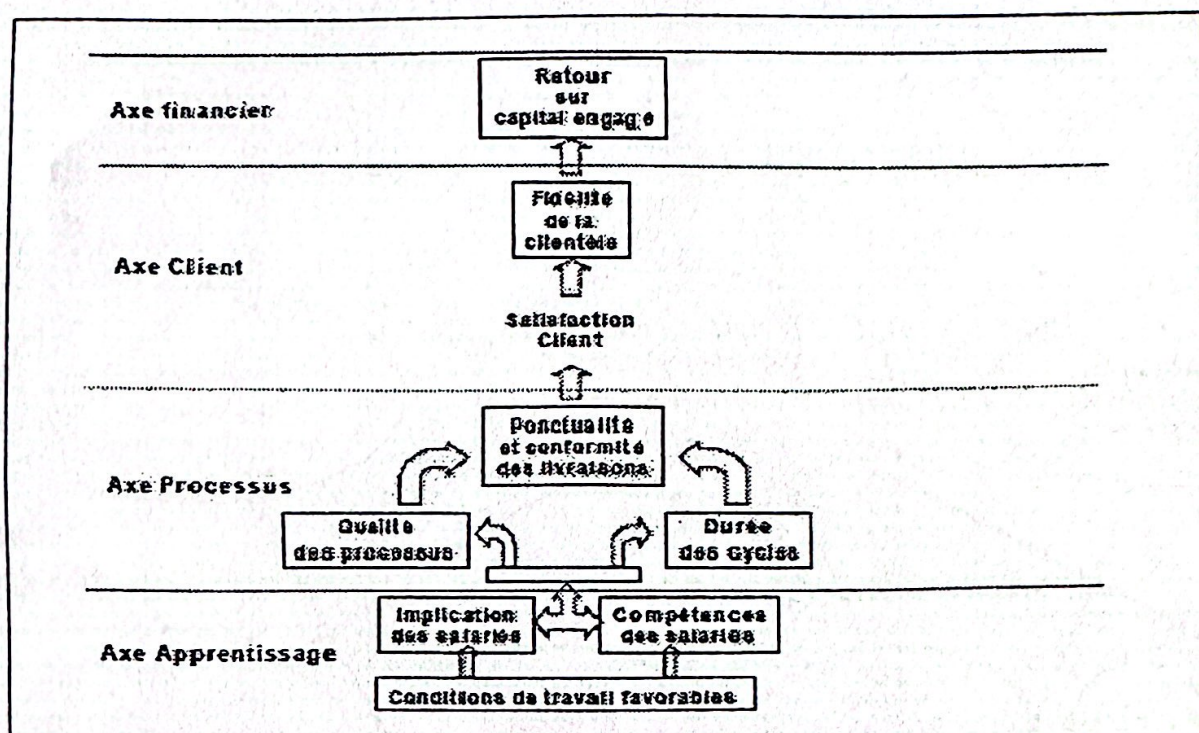 Axe financier
Retour
sur
capital engagé
Axe Client
Fidélité
de la
clientèle
Satisfaction
Client
Axe Processus
Ponctualité
et conformité
des livraisons
Qualité
des processus
Durée
des cycles
Axe Apprentissage
Implication
des salariés
Compétences
des salariés
Conditions de travail favorables